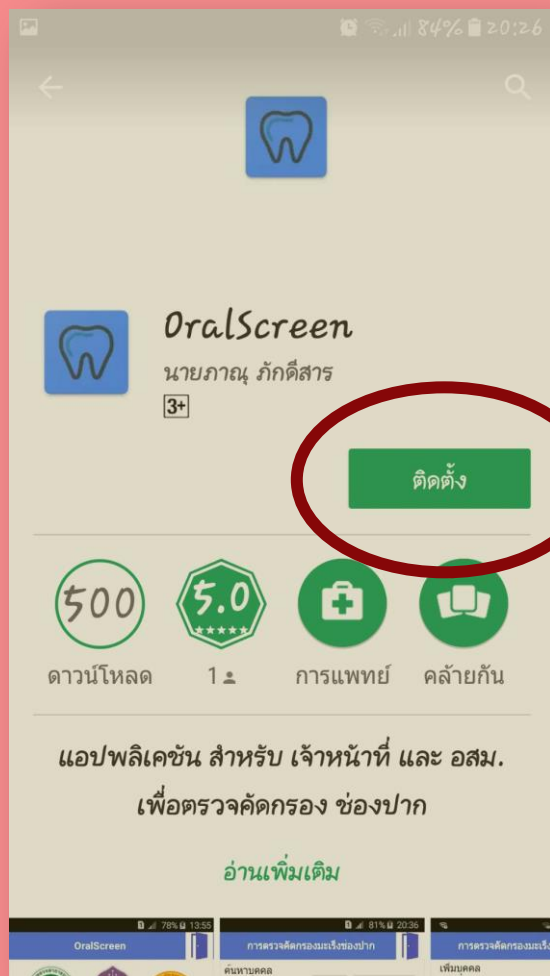 84% 20:26
OralScreen
นายภาณุ ภักดีสาร
3+
ติดตั้ง
500 5.0
ดาวน์โหลด 1 การแพทย์ คล้ายกัน
แอปพลิเคชัน สำหรับ เจ้าหน้าที่ และ อสม.
เพื่อตรวจคัดกรอง ช่องปาก
อ่านเพิ่มเติม
78% 13:55 81% 20:36
OralScreen การตรวจคัดกรองมะเร็งช่องปาก การตรวจคัดกรองมะเร็ง
ค้นหาบุคคล เพิ่มบุคคล